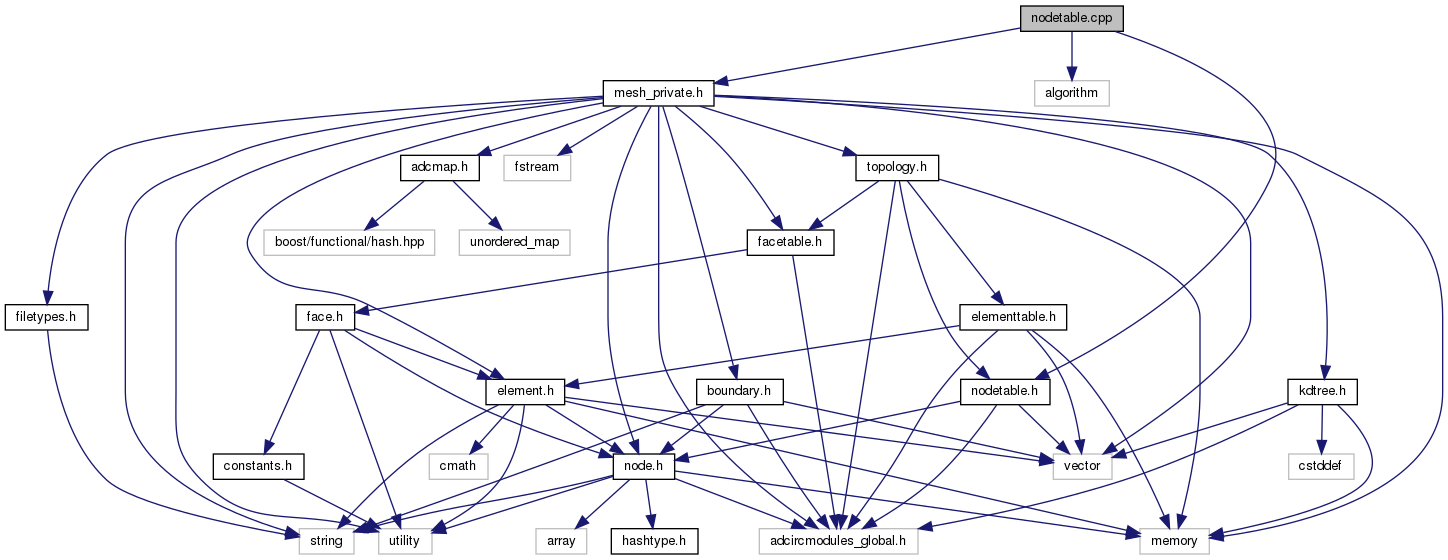 nodetable.cpp
mesh_private.h
algorithm
adcmap.h
fstream
topology.h
boost/functional/hash.hpp
unordered_map
facetable.h
filetypes.h
face.h
elementtable.h
element.h
boundary.h
nodetable.h
kdtree.h
constants.h
cmath
node.h
vector
cstddef
string
utility
array
hashtype.h
adcircmodules_global.h
memory